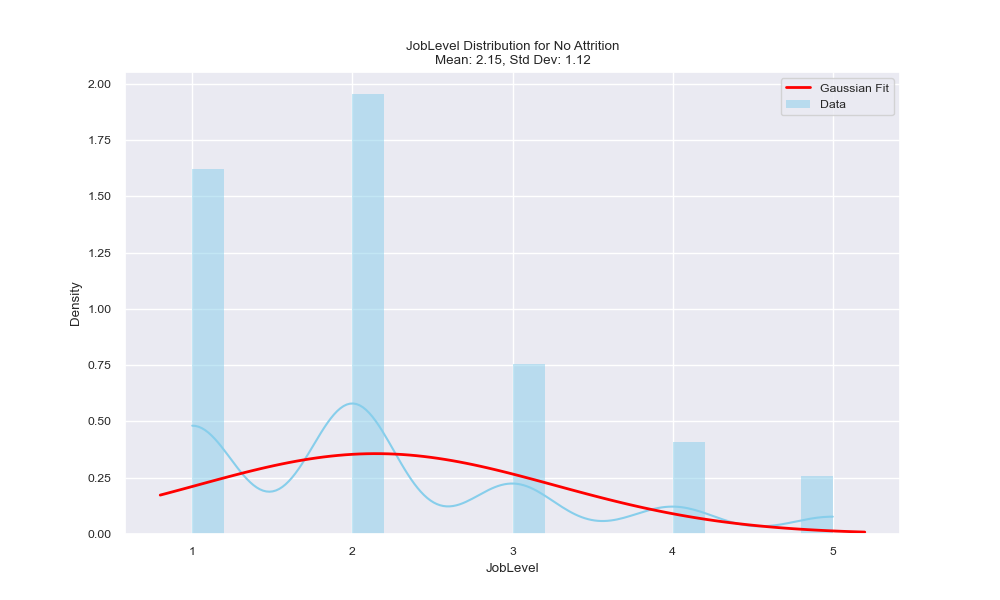 JobLevel Distribution for No Attrition
Mean: 2.15, Std Dev: 1.12
Gaussian Fit
Data
Density
2.00
1.75
1.50
1.25
1.00
0.75
0.50
0.25
0.00
1 2 3 4 5
JobLevel